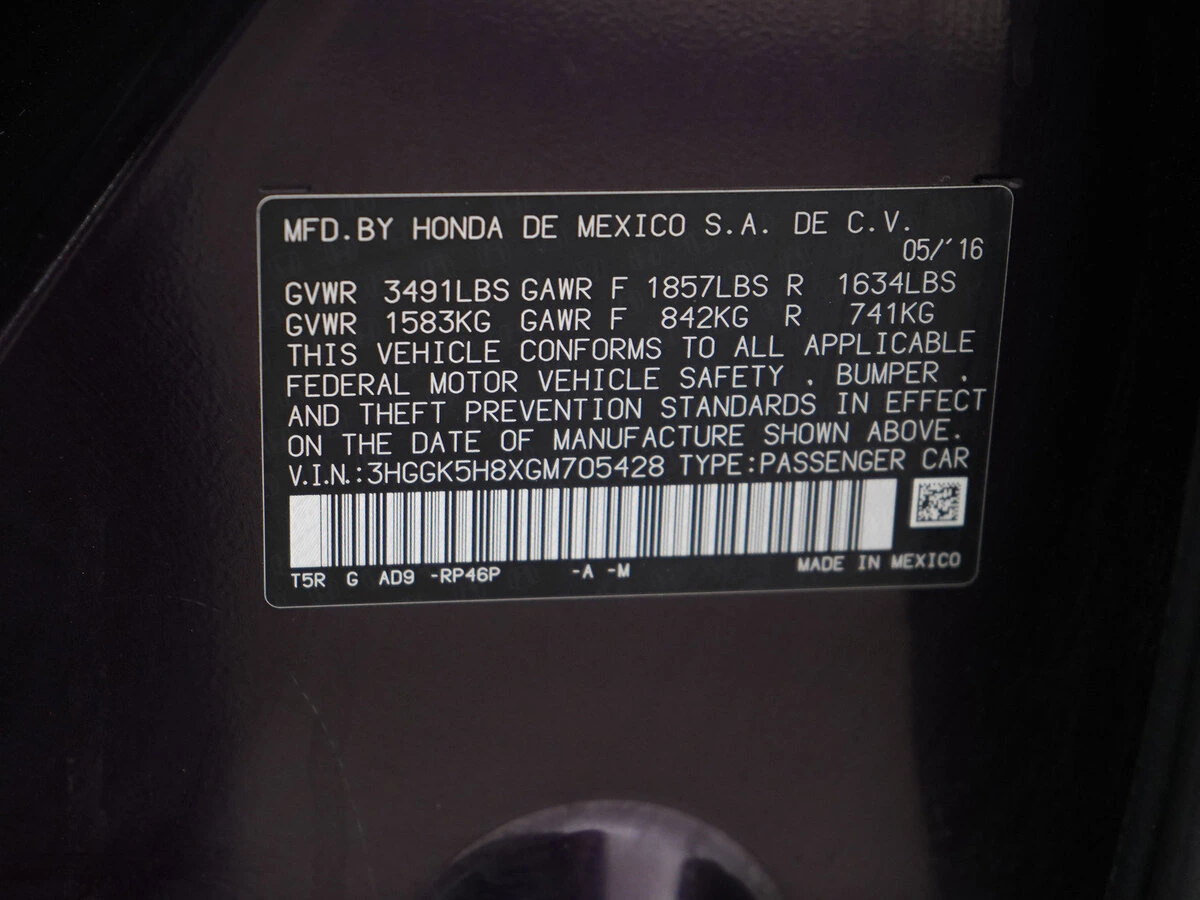 MFD.BY HONDA DE MEXICO S.A. DE C.V.
05/'16
GVWR 3491LBS GAWR F 1857LBS R 1634LBS
GVWR 1583KG GAWR F 842KG R 741KG
THIS VEHICLE CONFORMS TO ALL APPLICABLE
FEDERAL MOTOR VEHICLE SAFETY , BUMPER ,
AND THEFT PREVENTION STANDARDS IN EFFECT
ON THE DATE OF MANUFACTURE SHOWN ABOVE.
V.I.N.:3HGGK5H8XGM705428 TYPE:PASSENGER CAR
T5R G AD9 -RP46P -A -M MADE IN MEXICO